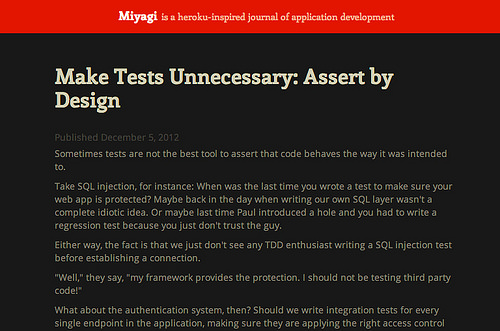 Miyagi is a heroku-inspired journal of application development
Make Tests Unnecessary: Assert by
Design
Published December 5, 2012
Sometimes tests are not the best tool to assert that code behaves the way it was intended
to.
Take SQL injection, for instance: When was the last time you wrote a test to make sure your
web app is protected? Maybe back in the day when writing our own SQL layer wasn't a
complete idiotic idea. Or maybe last time Paul introduced a hole and you had to write a
regression test because you just don't trust the guy.
Either way, the fact is that we just don't see any TDD enthusiast writing a SQL injection test
before establishing a connection.
"Well," they say, "my framework provides the protection. I should not be testing third party
code!"
What about the authentication system, then? Should we write integration tests for every
single endpoint in the application, making sure they are applying the right access control